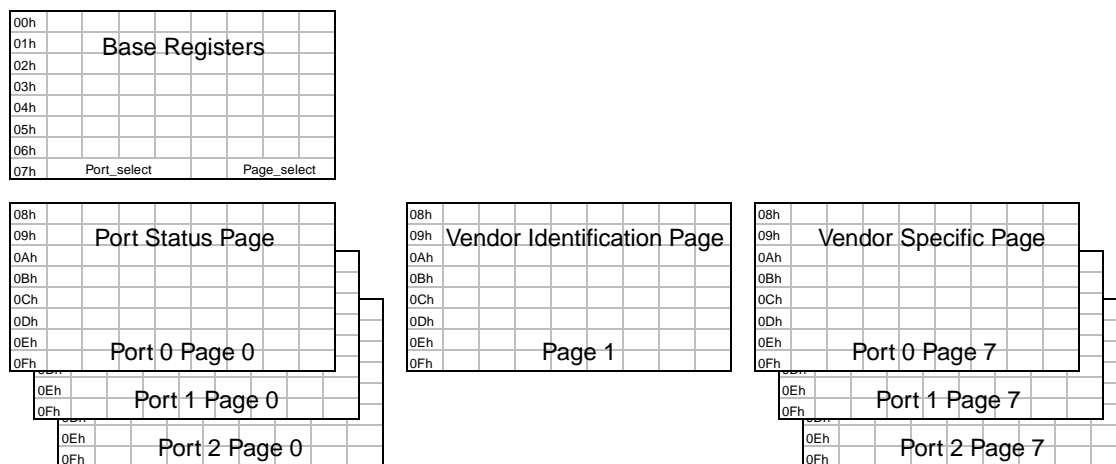 00h
01h Base Registers
02h
03h
04h
05h
06h
07h Port_select Page_select
08h
09h Port Status Page
0Ah
0Bh
0Ch
0Dh
0Eh
0Fh Port 0 Page 0
0Eh
0Fh Port 1 Page 0
0Eh
0Fh Port 2 Page 0
08h
09h Vendor Identification Page
0Ah
0Bh
0Ch
0Dh
0Eh
0Fh Page 1
08h
09h Vendor Specific Page
0Ah
0Bh
0Ch
0Dh
0Eh
0Fh Port 0 Page 7
0Eh
0Fh Port 1 Page 7
0Eh
0Fh Port 2 Page 7